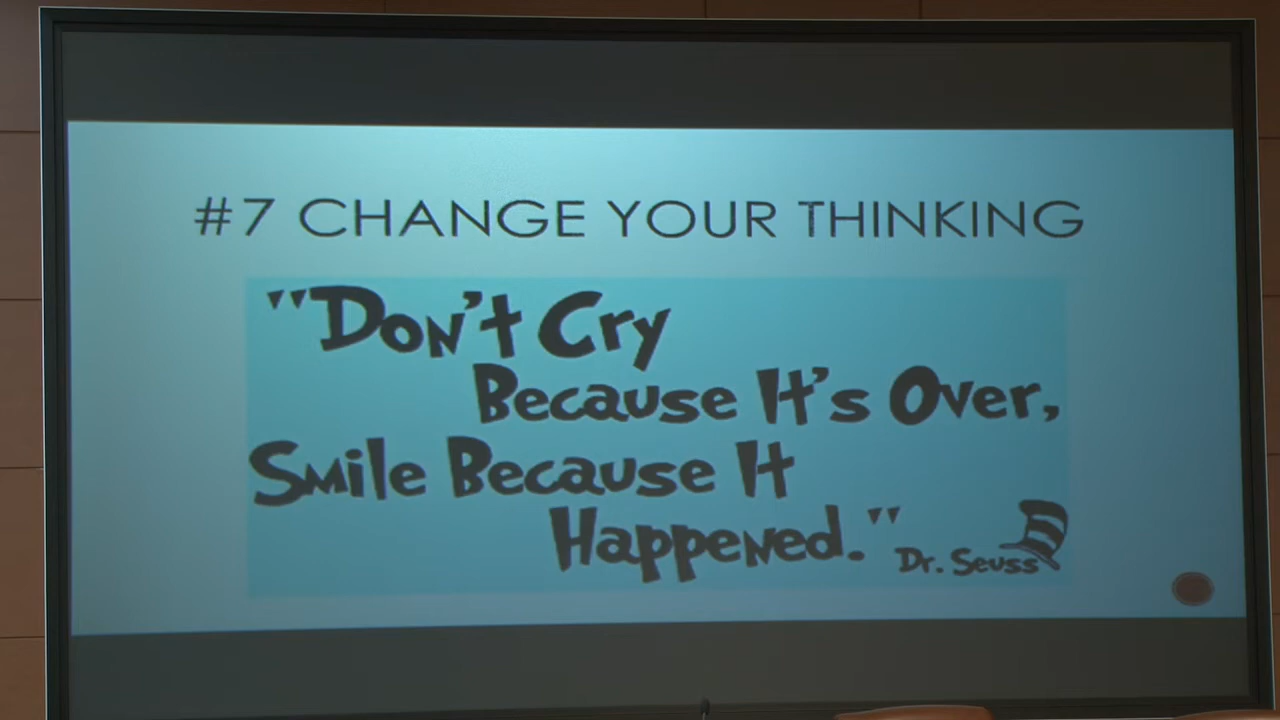 #7 CHANGE YOUR THINKING
"Don't Cry
Because It's Over,
Smile Because It
Happened."
Dr. Seuss